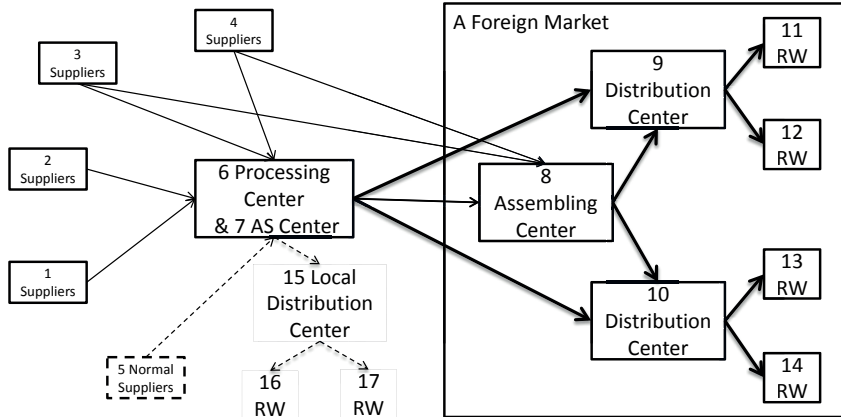 3
Suppliers
4
Suppliers
2
Suppliers
1
Suppliers
6 Processing
Center
& 7 AS Center
15 Local
Distribution
Center
5 Normal
Suppliers
16
RW
17
RW
A Foreign Market
8
Assembling
Center
9
Distribution
Center
10
Distribution
Center
11
RW
12
RW
13
RW
14
RW